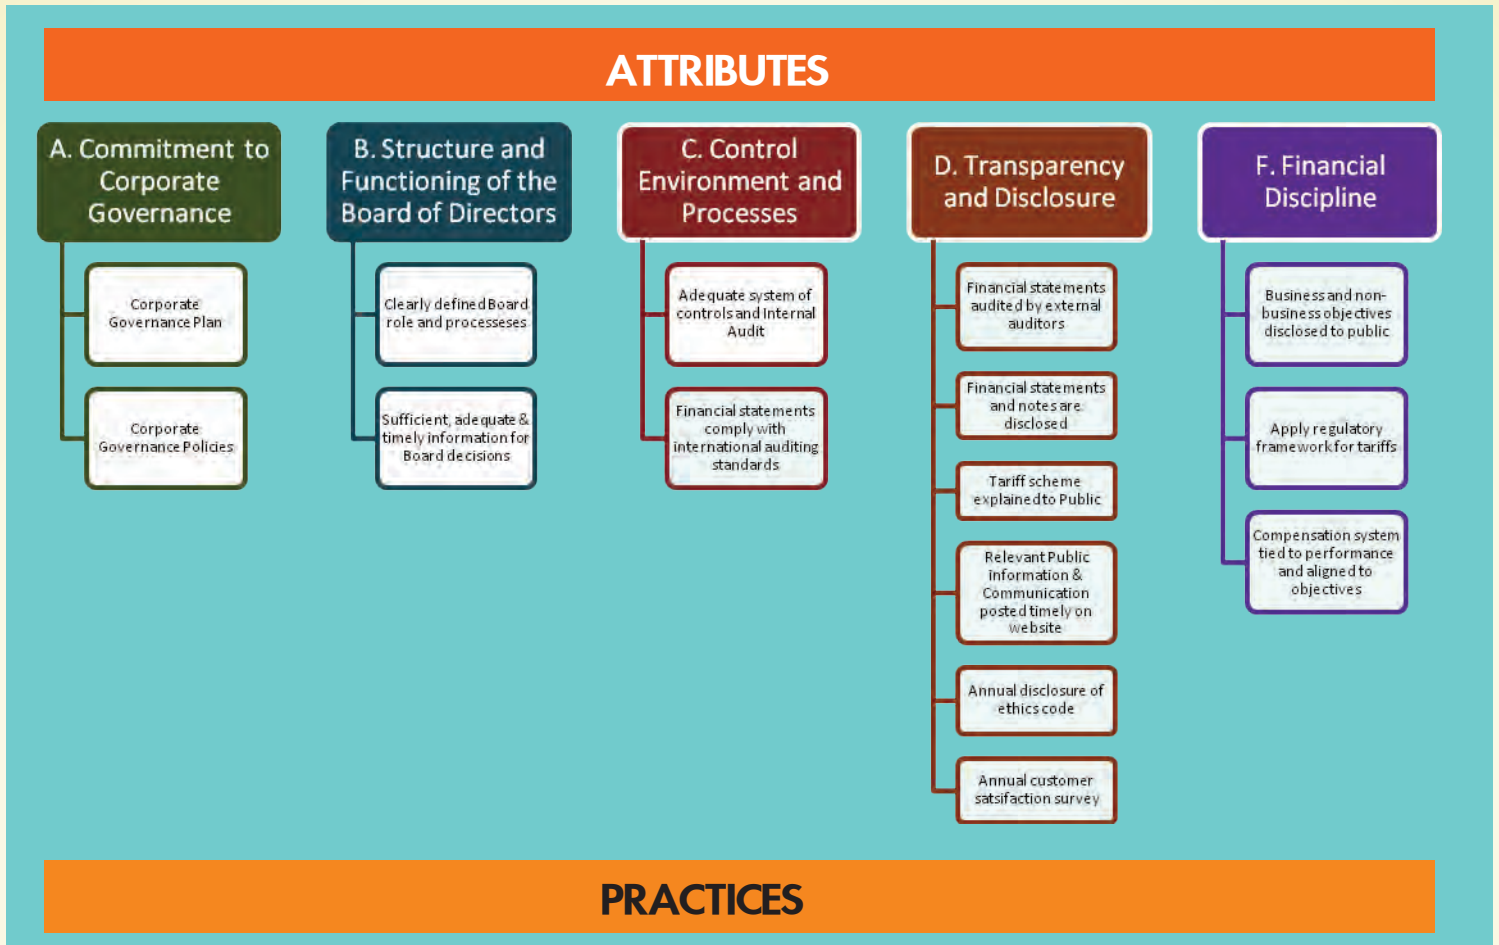 ATTRIBUTES
A. Commitment to
Corporate
Governance
Corporate
Governance Plan
Corporate
Governance Policies
B. Structure and
Functioning of the
Board of Directors
Clearly defined Board
role and processeses
Sufficient, adequate &
timely information for
Board decisions
C. Control
Environment and
Processes
Adequate system of
controls and Internal
Audit
Financial statements
comply with
international auditing
standards
D. Transparency
and Disclosure
Financial statements
audited by external
auditors
Financial statements
and notes are
disclosed
Tariff scheme
explained to Public
Relevant Public
information &
Communication
posted timely on
website
Annual disclosure of
ethics code
Annual customer
satsifaction survey
F. Financial
Discipline
Business and non-
business objectives
disclosed to public
Apply regulatory
framework for tariffs
Compensation system
tied to performance
and aligned to
objectives
PRACTICES